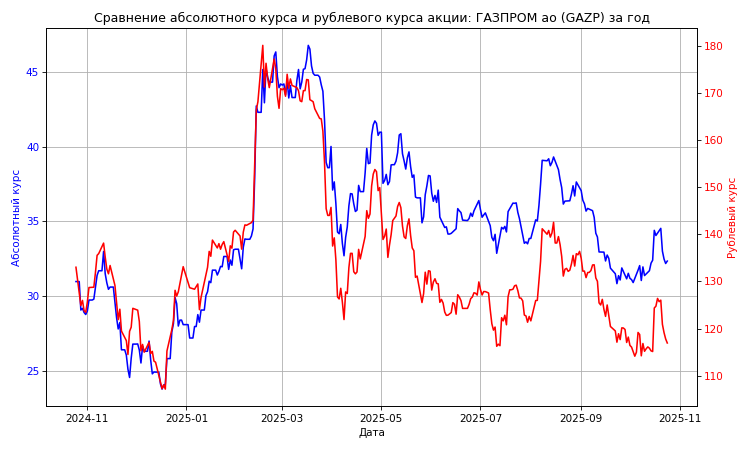 Сравнение абсолютного курса и рублевого курса акции: ГАЗПРОМ ао (GAZP) за год
Абсолютный курс
45
40
35
30
25
180
170
160
150
140
130
120
110
Рублевый курс
2024-11 2025-01 2025-03 2025-05 2025-07 2025-09 2025-11
Дата